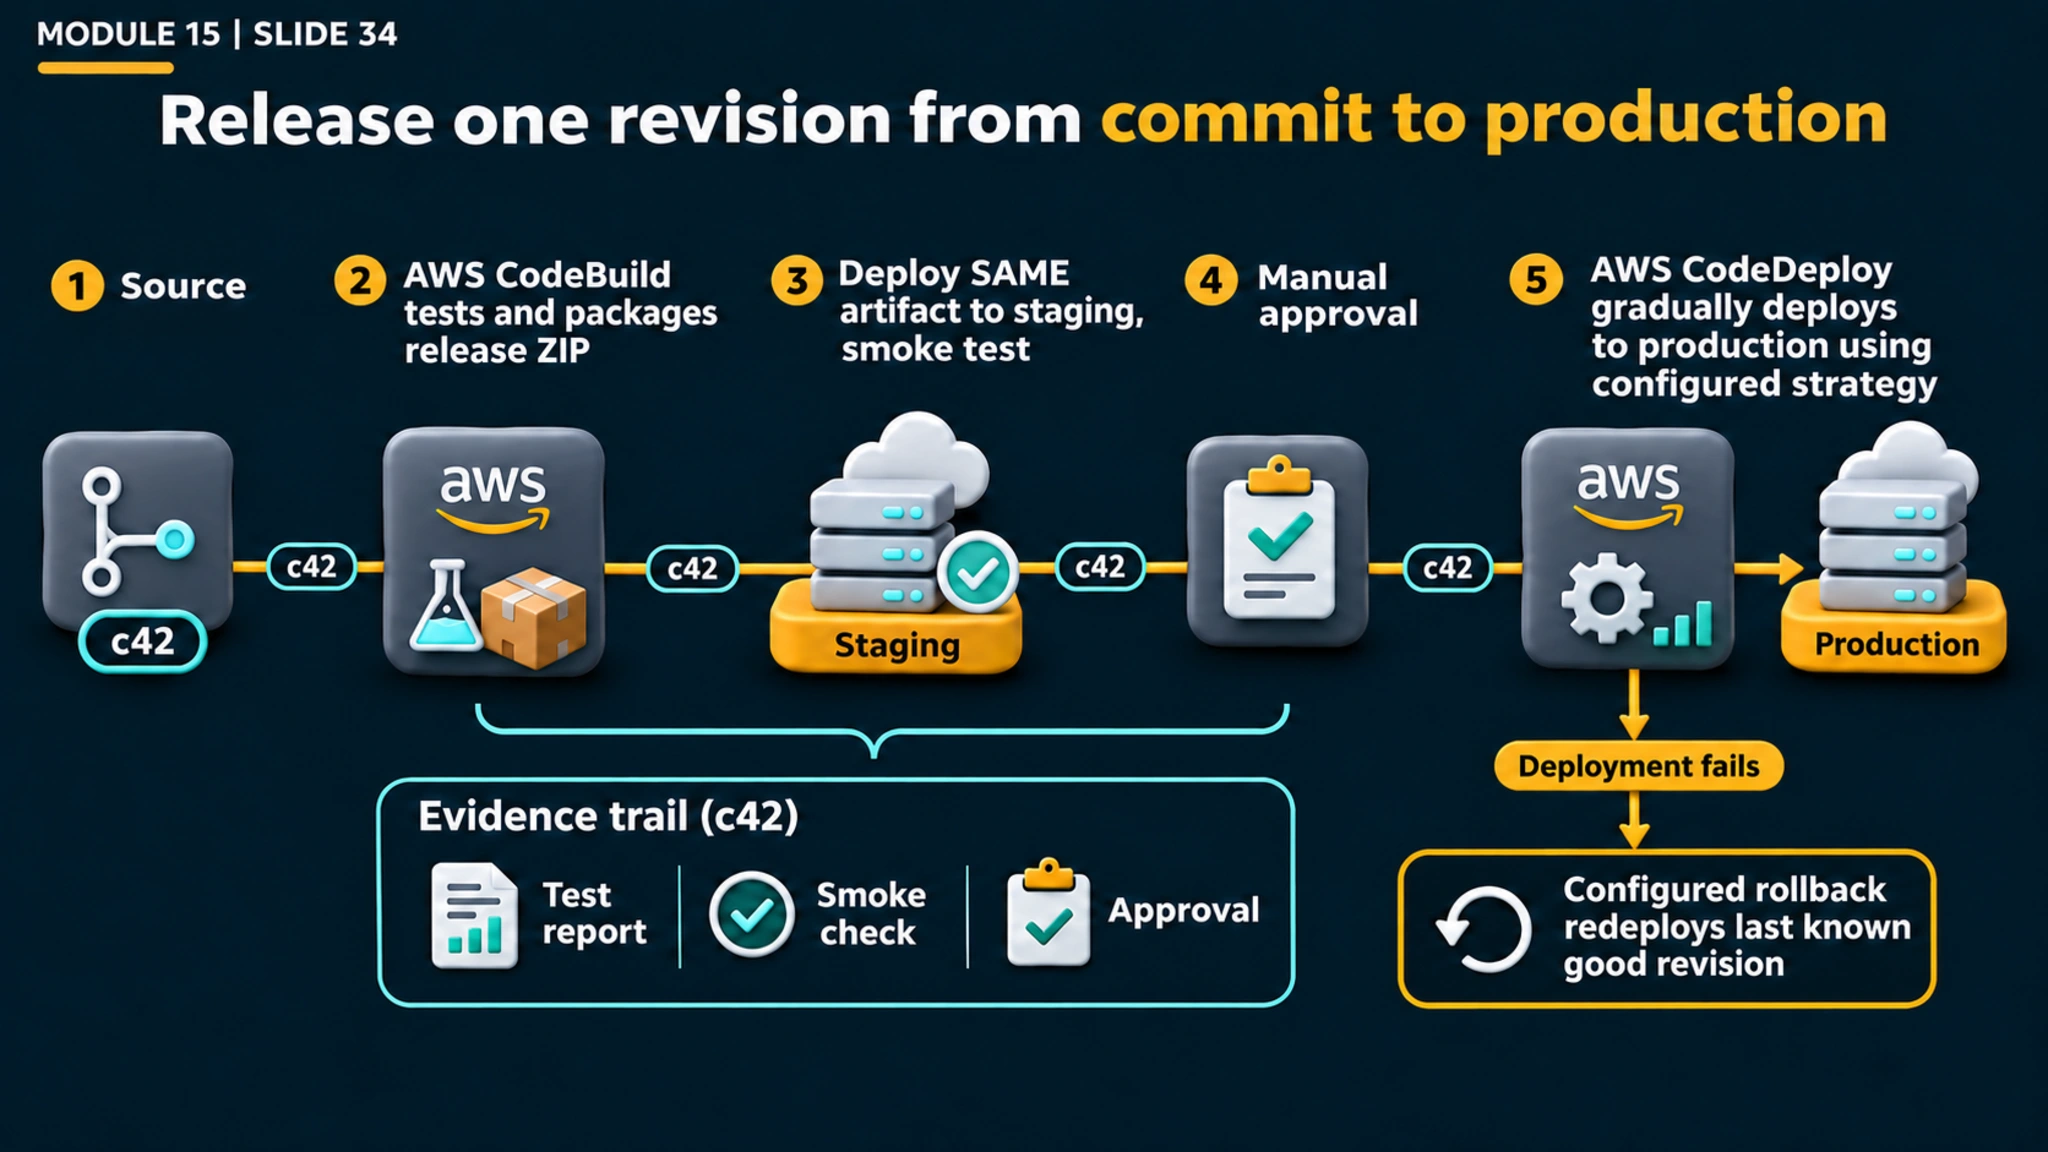 MODULE 15 | SLIDE 34
Release one revision from commit to production
1 Source
2 AWS CodeBuild
tests and packages
release ZIP
3 Deploy SAME
artifact to staging,
smoke test
4 Manual
approval
5 AWS CodeDeploy
gradually deploys
to production using
configured strategy
c42
c42
aws
c42
Staging
c42
c42
aws
Production
Evidence trail (c42)
Test
report
Smoke
check
Approval
Deployment fails
Configured rollback
redeploys last known
good revision